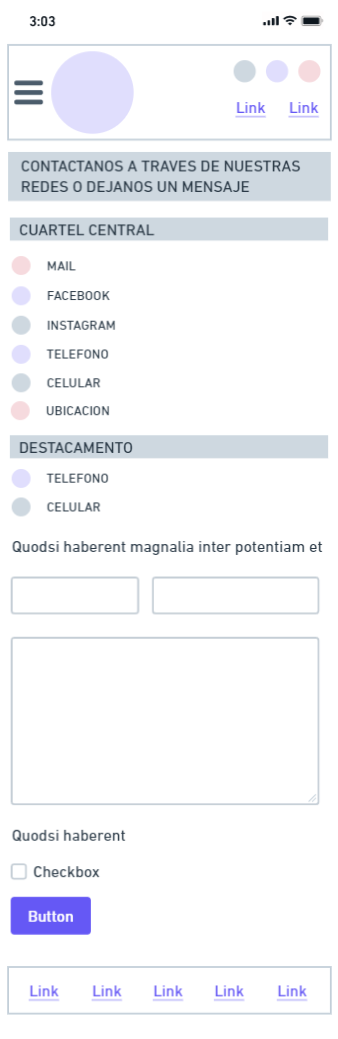 3:03
Link Link
CONTACTANOS A TRAVES DE NUESTRAS
REDES O DEJANOS UN MENSAJE
CUARTEL CENTRAL
MAIL
FACEBOOK
INSTAGRAM
TELEFONO
CELULAR
UBICACION
DESTACAMENTO
TELEFONO
CELULAR
Quodsi haberent magnalia inter potentiam et
Quodsi haberent
Checkbox
Button
Link Link Link Link Link